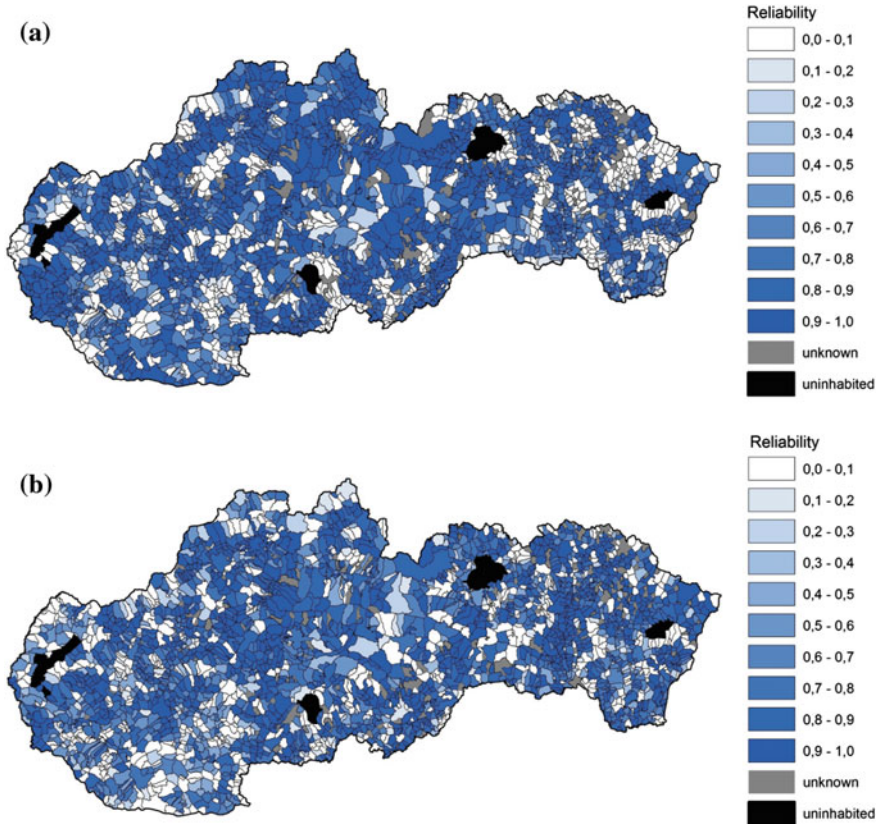 (a)
Reliability
0,0 - 0,1
0,1 - 0,2
0,2 - 0,3
0,3 - 0,4
0,4 - 0,5
0,5 - 0,6
0,6 - 0,7
0,7 - 0,8
0,8 - 0,9
0,9 - 1,0
unknown
uninhabited
(b)
Reliability
0,0 - 0,1
0,1 - 0,2
0,2 - 0,3
0,3 - 0,4
0,4 - 0,5
0,5 - 0,6
0,6 - 0,7
0,7 - 0,8
0,8 - 0,9
0,9 - 1,0
unknown
uninhabited